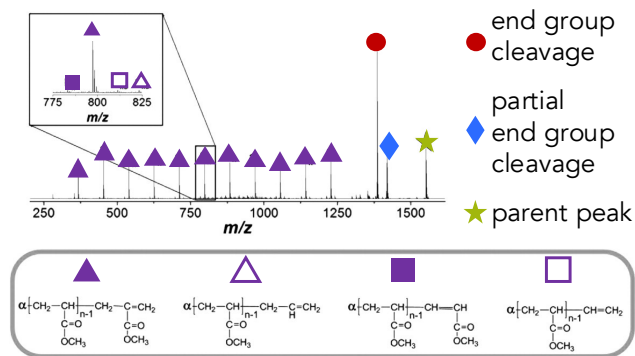 end group
cleavage
partial
end group
cleavage
parent peak
775 800 825
m/z
250 500 750 1000 1250 1500
m/z
α[CH₂—CH]n-1—CH₂—C=CH₂
C=O C=O
OCH₃ OCH₃
α[CH₂—CH]n-1—CH₂—C=CH₂
H
C=O
OCH₃
α[CH₂—CH]n-1—CH=CH
C=O C=O
OCH₃ OCH₃
α[CH₂—CH]n-1—CH=CH₂
C=O
OCH₃